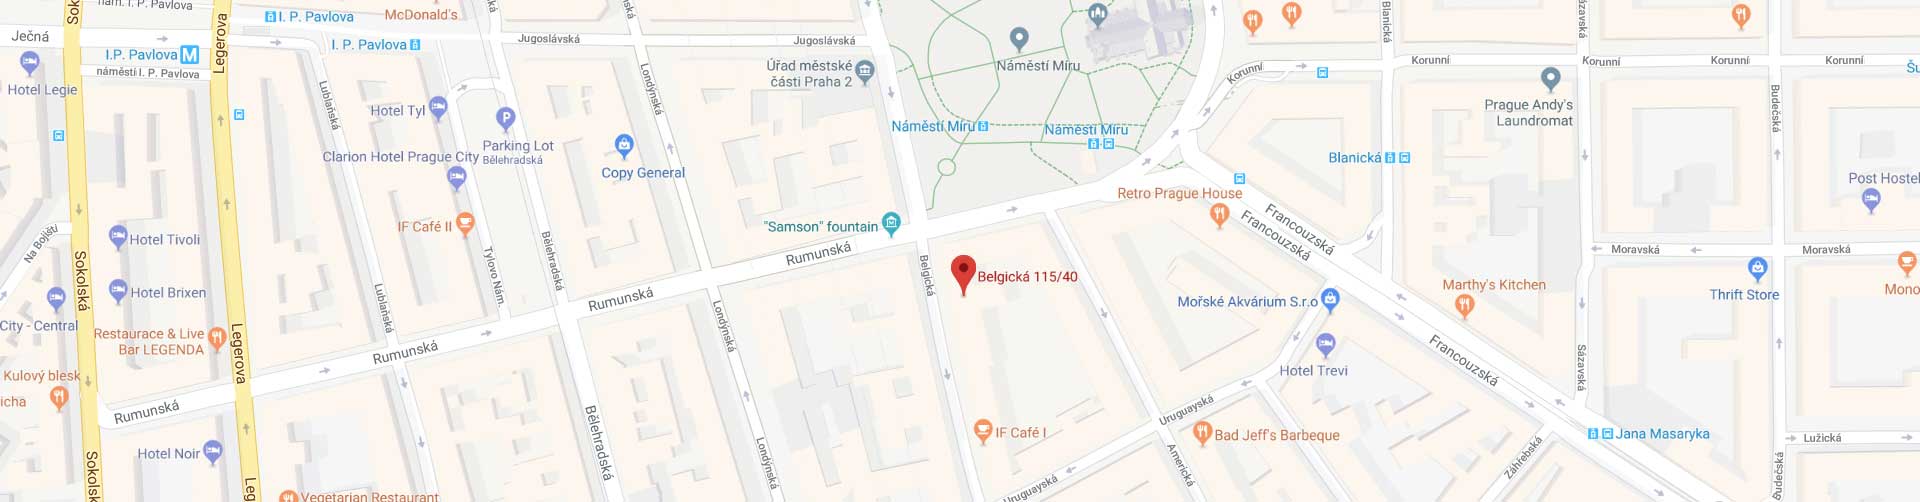 nám. I. P. Pavlova
I. P. Pavlova
McDonald's
Blanická
Ječná
I.P. Pavlova M
Legerova
I. P. Pavlova
Jugoslávská
Jugoslávská
náměstí I. P. Pavlova
Hotel Legie
Lublaňská
Hotel Tyl
P
Parking Lot
Bělehradská
Londýnská
Úřad městské
části Praha 2
Náměstí Míru
Korunní
Korunní
Korunní
Korunní
Korunní
Prague Andy's
Laundromat
Budečská
Clarion Hotel Prague City
Copy General
Náměstí Míru
Náměstí Míru
Blanická
Retro Prague House
Post Hostel
IF Café II
"Samson" fountain
Francouzská
Francouzská
Na Bojišti
Hotel Tivoli
Sokolská
Tylovo Nám.
Bělehradská
Rumunská
Belgická
Moravská
Moravská
Hotel Brixen
Lublaňská
Rumunská
Belgická 115/40
Mořské Akvárium S.r.o
Marthy's Kitchen
Thrift Store
Mono
City - Central
Restaurace & Live
Bar LEGENDA
Legerova
Rumunská
Londýnská
Hotel Trevi
Francouzská
Sázavská
Kulový blesk
icha
Rumunská
Bělehradská
Uruguayská
IF Café I
Bad Jeff's Barbeque
Jana Masaryka
Lužická
Hotel Noir
Londýnská
Americká
Záhřebská
Budečská
Vegetarian Restaurant
Uruguayská